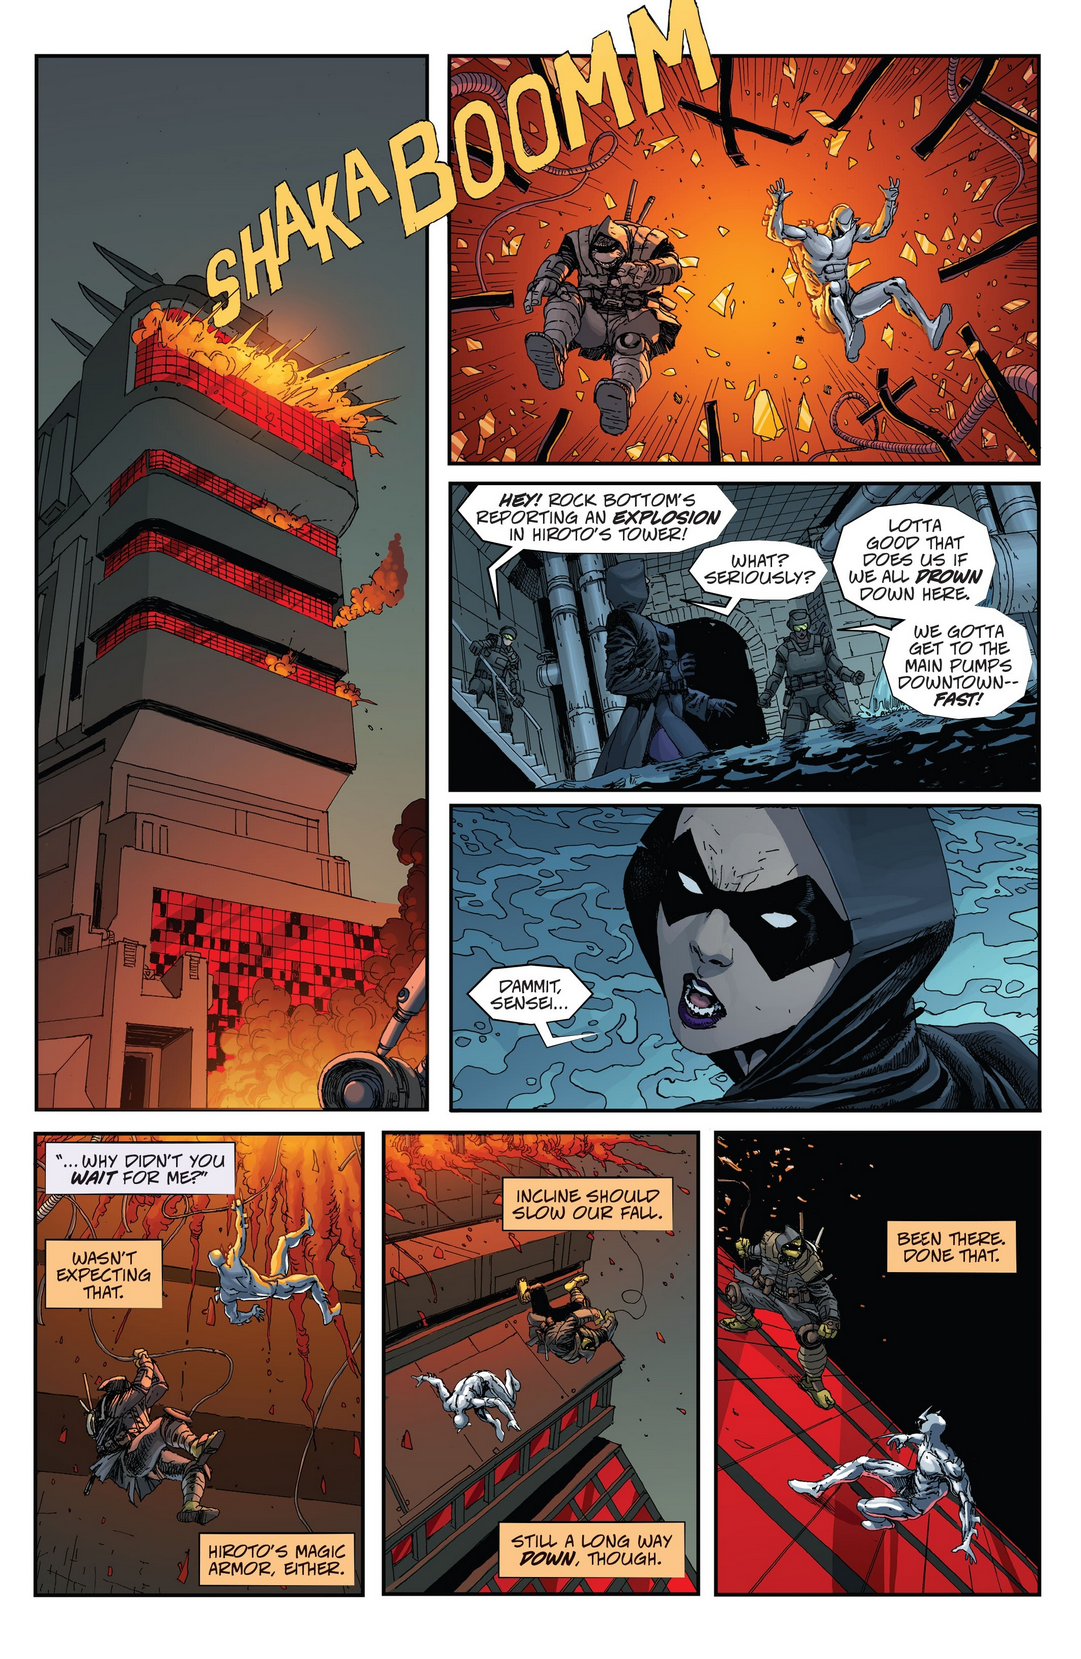 SHAKABOOMMM
HEY! ROCK BOTTOM'S
REPORTING AN EXPLOSION
IN HIROTO'S TOWER!
WHAT?
SERIOUSLY?
LOTTA
GOOD THAT
DOES US IF
WE ALL DROWN
DOWN HERE.
WE GOTTA
GET TO THE
MAIN PUMPS
DOWNTOWN--
FAST!
DAMMIT,
SENSEI...
"...WHY DIDN'T YOU
WAIT FOR ME?"
WASN'T
EXPECTING
THAT.
HIROTO'S MAGIC
ARMOR, EITHER.
INCLINE SHOULD
SLOW OUR FALL.
STILL A LONG WAY
DOWN, THOUGH.
BEEN THERE.
DONE THAT.